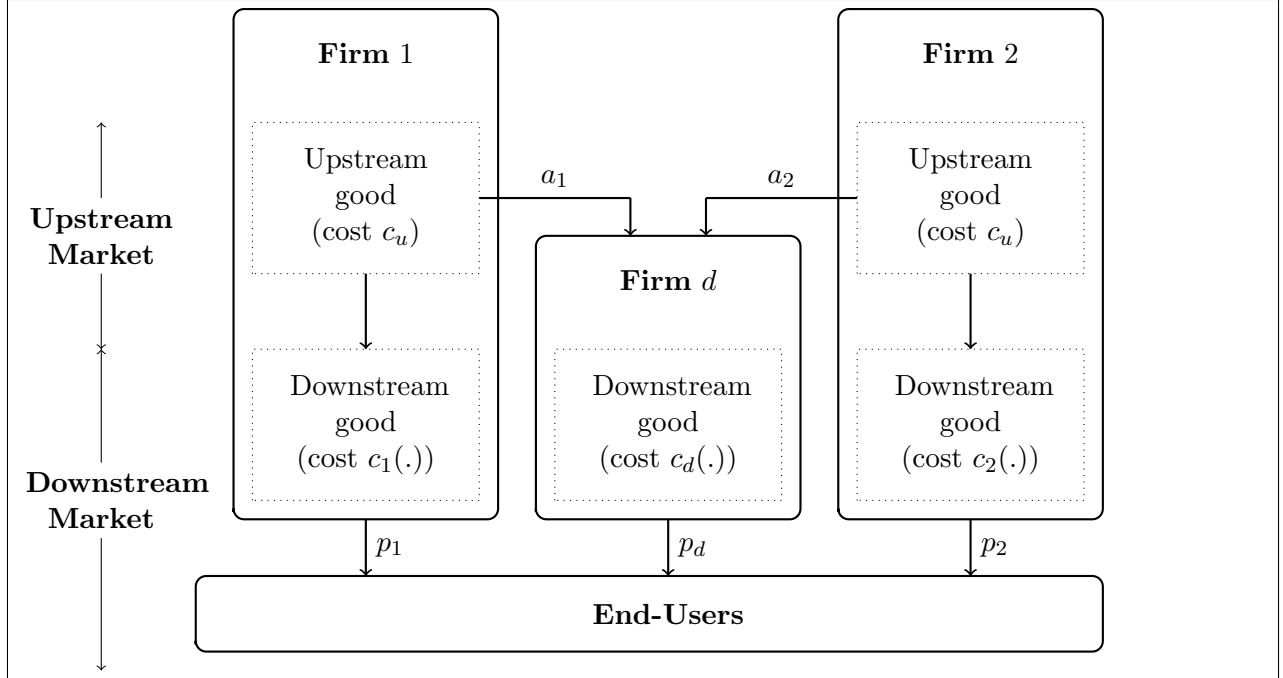 Firm 1
Firm 2
Upstream
good
(cost c_u)
a_1
a_2
Upstream
good
(cost c_u)
Upstream
Market
Firm d
Downstream
good
(cost c_1(.))
Downstream
good
(cost c_d(.))
Downstream
good
(cost c_2(.))
Downstream
Market
p_1
p_d
p_2
End-Users